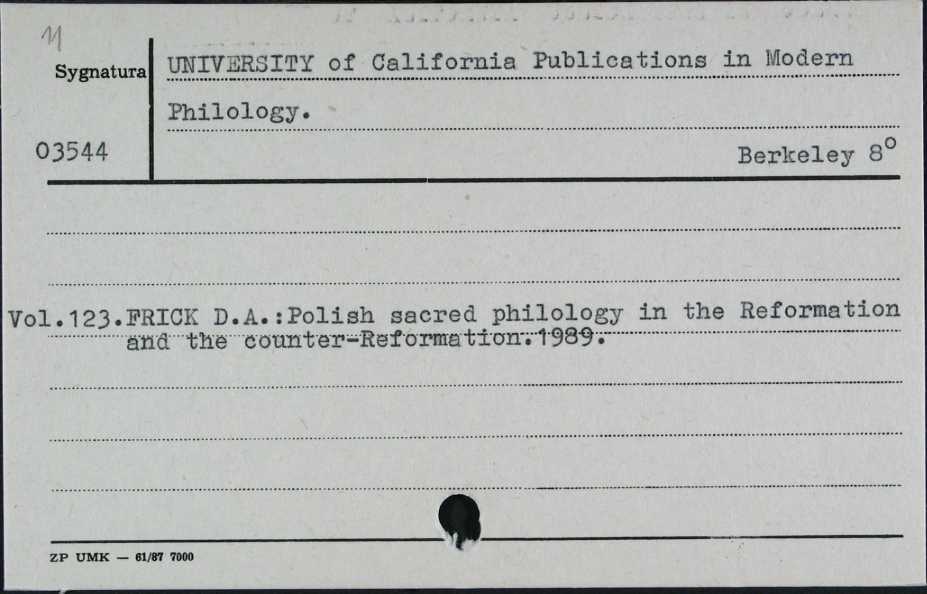 Sygnatura
UNIVERSITY of California Publications in Modern
Philology.
03544
Berkeley 8°
Vol.123.FRICK D.A.:Polish sacred philology in the Reformation
and the counter-Reformation.1989.
ZP UMK — 61/87 7000